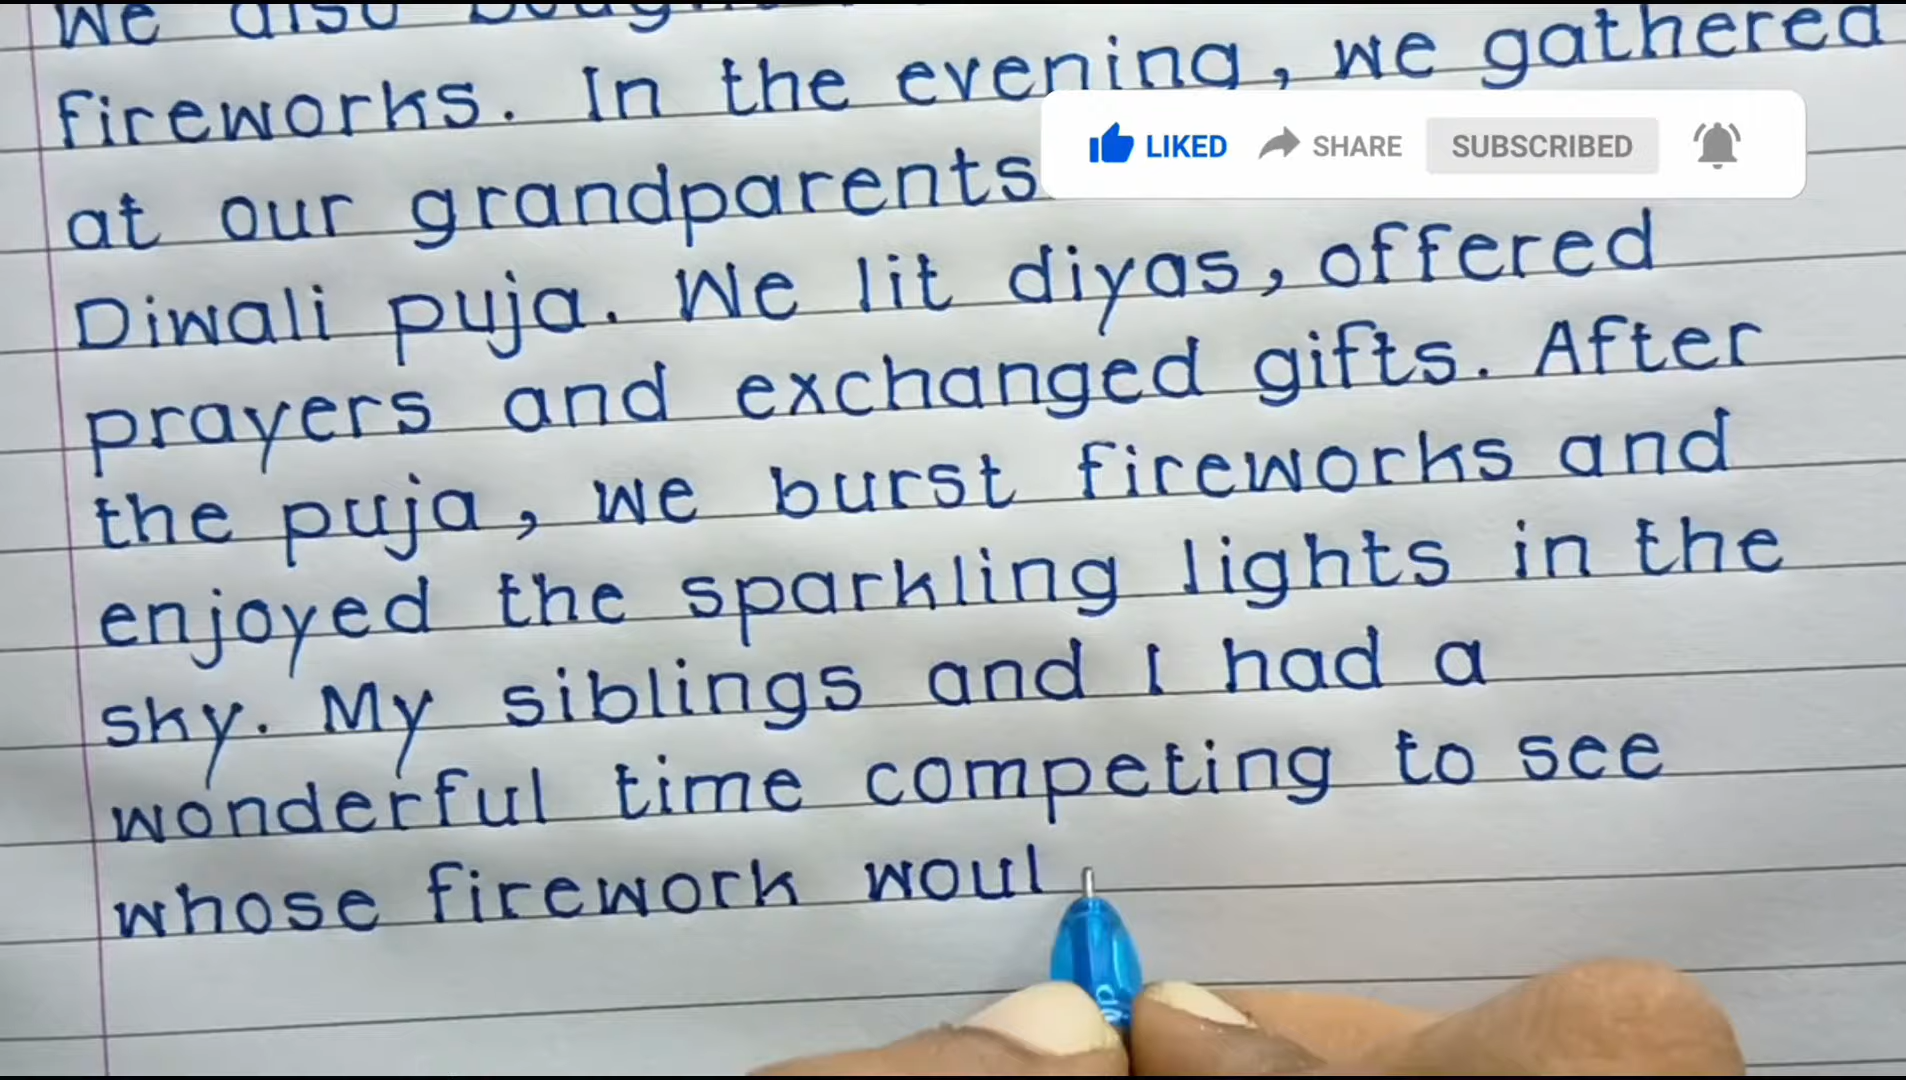 We also
fireworks. In the evening, we gathered
LIKED SHARE SUBSCRIBED
at our grandparents
Diwali puja. We lit diyas, offered
prayers and exchanged gifts. After
the puja, we burst fireworks and
enjoyed the sparkling lights in the
sky. My siblings and I had a
wonderful time competing to see
whose firework woul